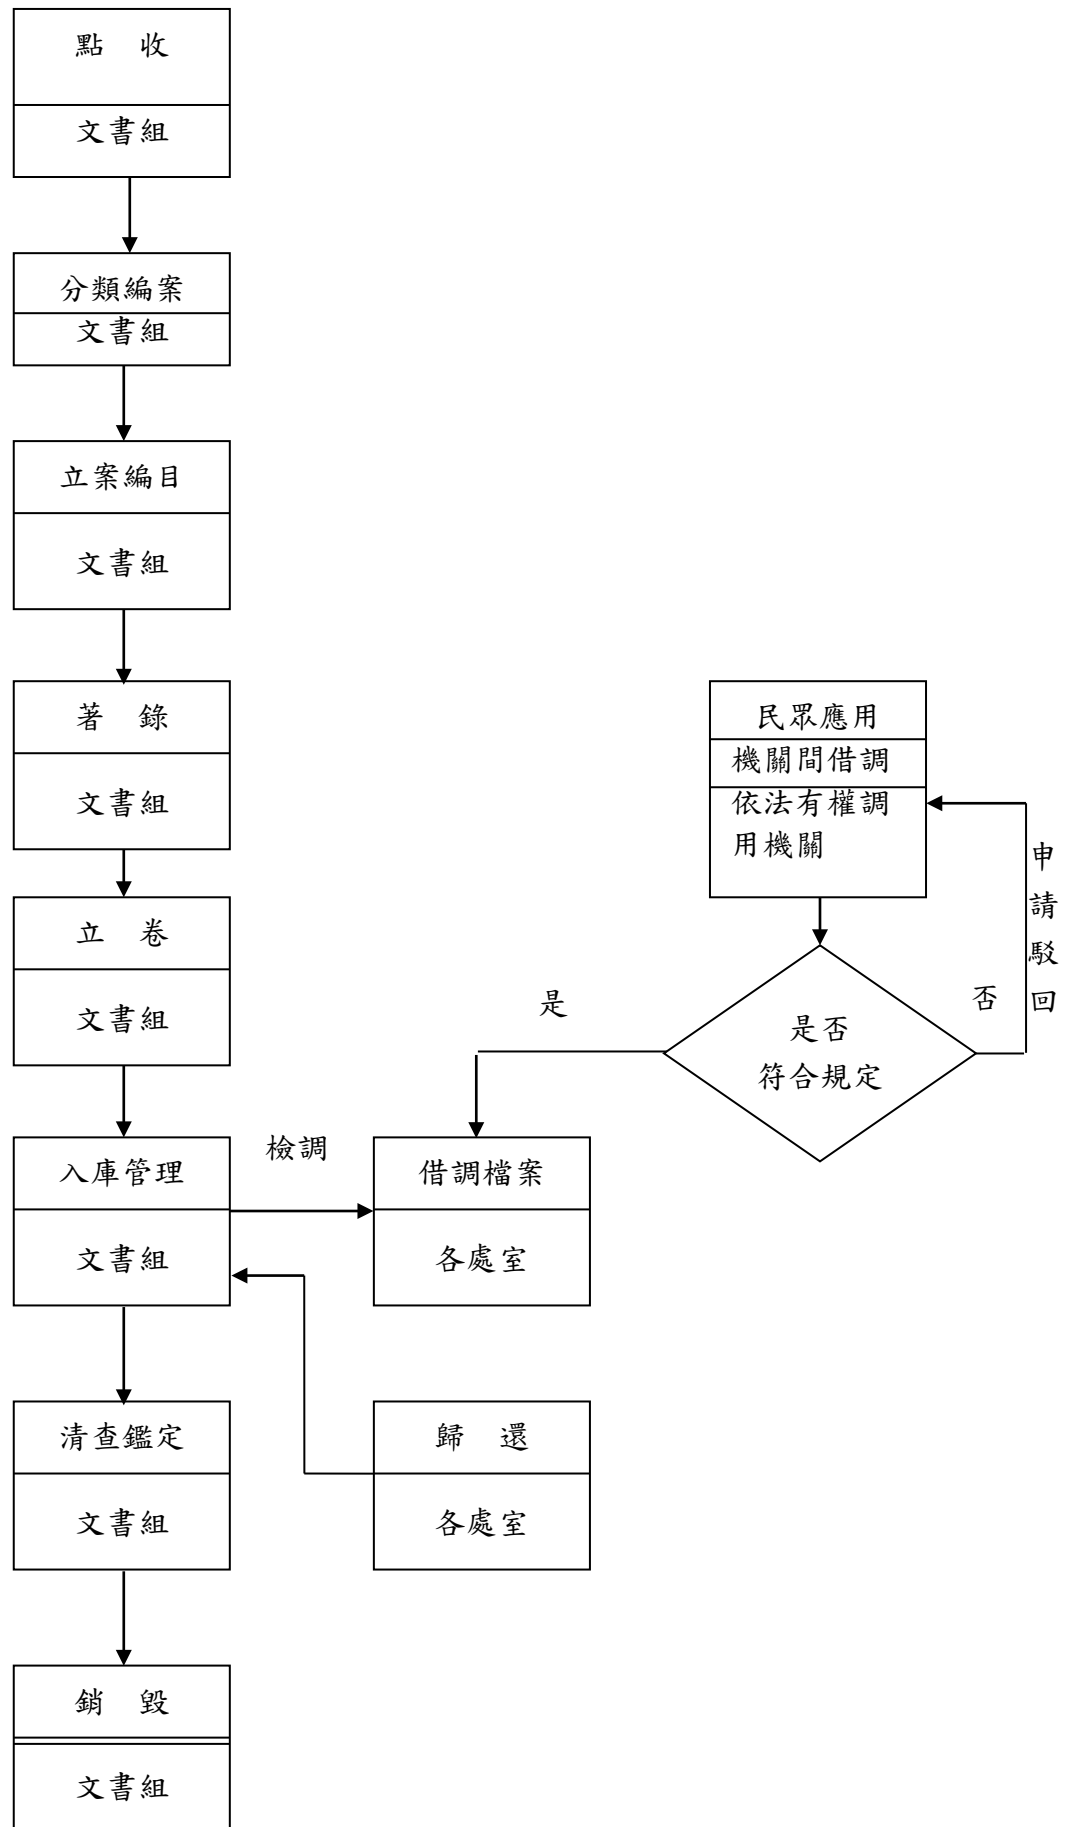 點　收
文書組
分類編案
文書組
立案編目
文書組
著　錄
文書組
立　卷
文書組
入庫管理
文書組
清查鑑定
文書組
銷　毀
文書組
檢調
借調檔案
各處室
歸　還
各處室
民眾應用
機關間借調
依法有權調
用機關
是否
符合規定
是
否
申請駁回